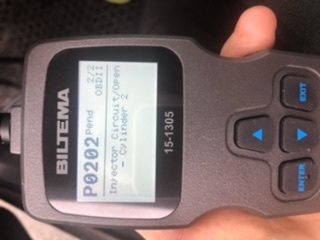 BILTEMA
P0202 Pend 2/2
OBDII
Injector Circuit/Open
- Cylinder 2
15-1305
EXIT
ENTER